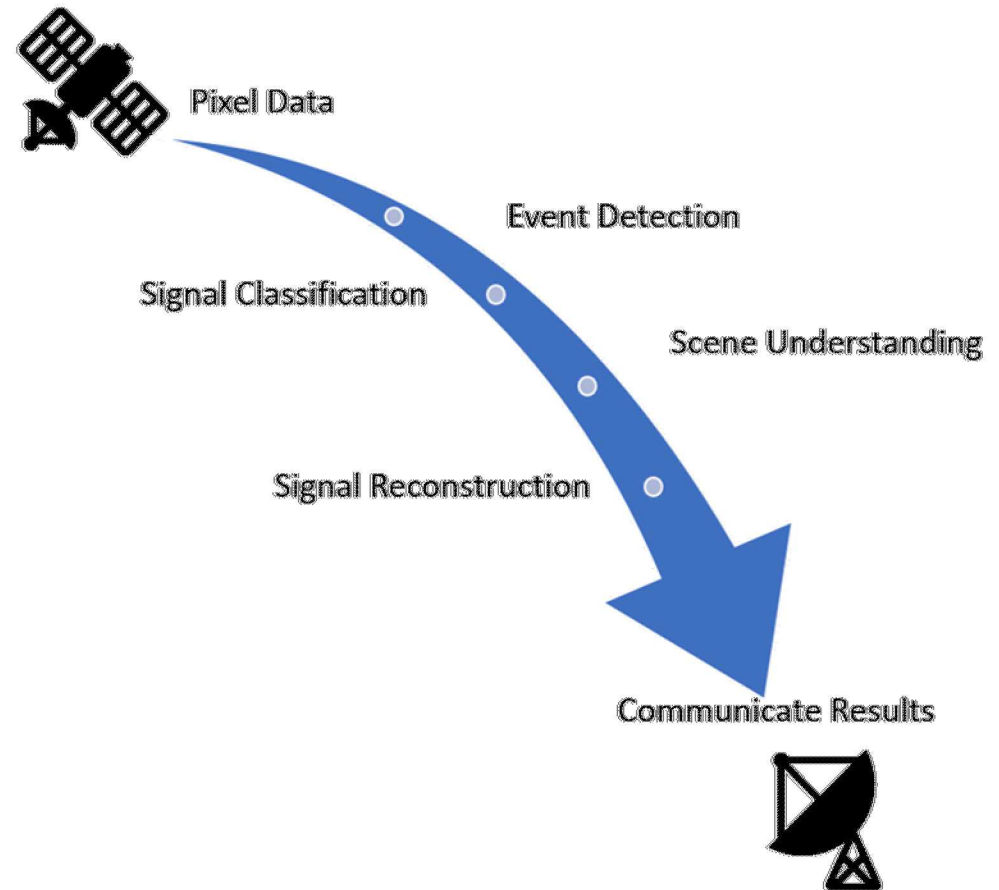 Pixel Data
Event Detection
Signal Classification
Scene Understanding
Signal Reconstruction
Communicate Results